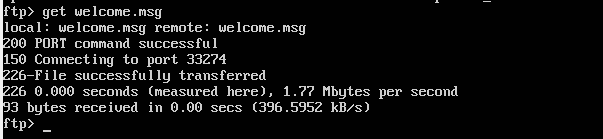 ftp> get welcome.msg
local: welcome.msg remote: welcome.msg
200 PORT command successful
150 Connecting to port 33274
226-File successfully transferred
226 0.000 seconds (measured here), 1.77 Mbytes per second
93 bytes received in 0.00 secs (396.5952 kB/s)
ftp> _